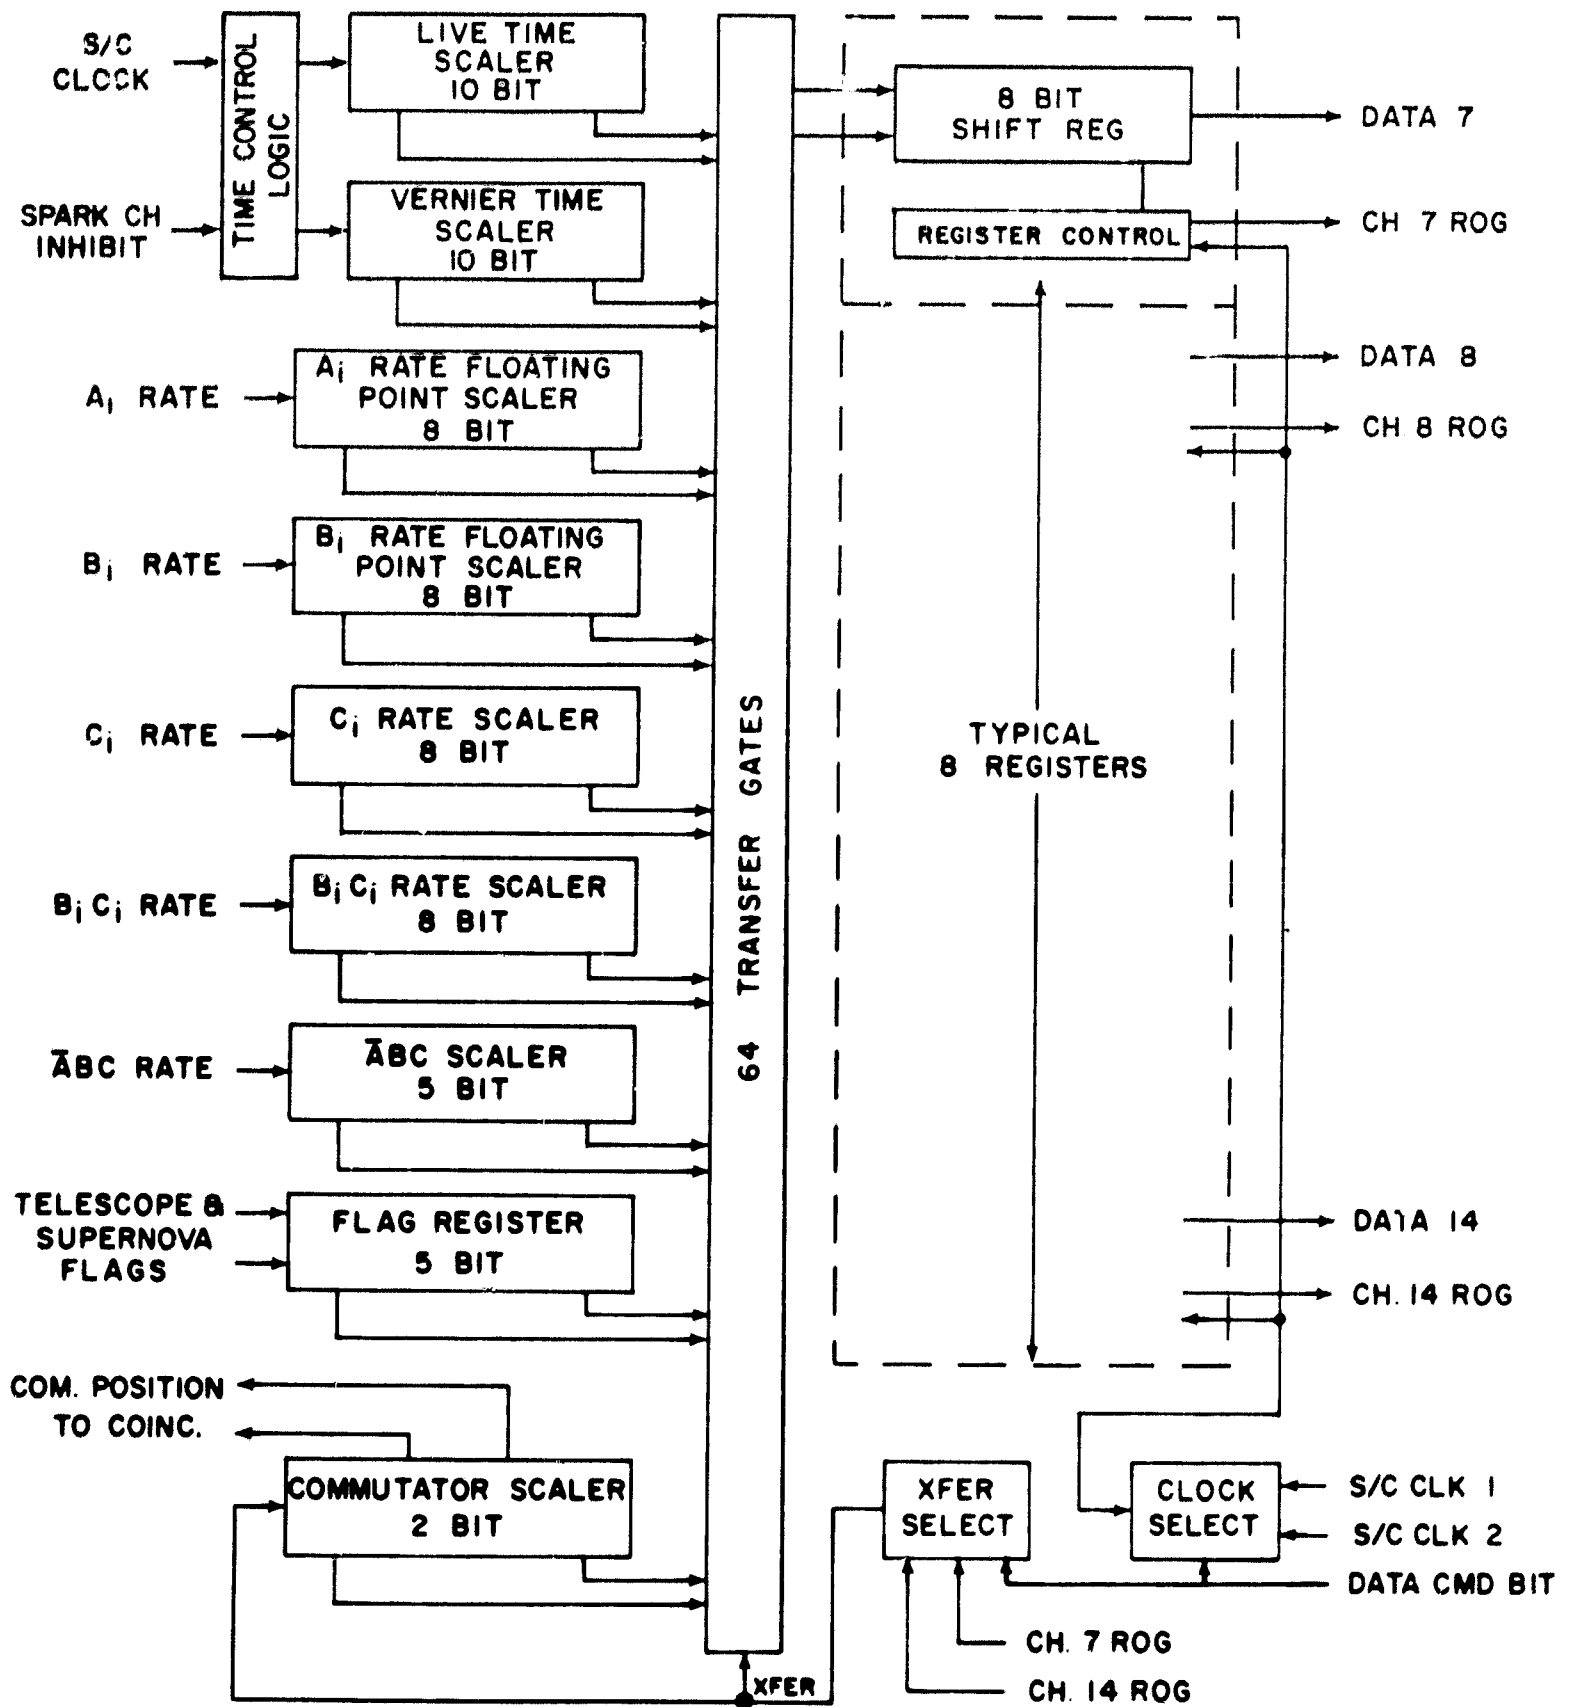 S/C
CLOCK
SPARK CH
INHIBIT
TIME CONTROL
LOGIC
LIVE TIME
SCALER
10 BIT
VERNIER TIME
SCALER
10 BIT
Ai RATE
Ai RATE FLOATING
POINT SCALER
8 BIT
Bi RATE
Bi RATE FLOATING
POINT SCALER
8 BIT
Ci RATE
Ci RATE SCALER
8 BIT
BiCi RATE
BiCi RATE SCALER
8 BIT
A̅BC RATE
A̅BC SCALER
5 BIT
TELESCOPE &
SUPERNOVA
FLAGS
FLAG REGISTER
5 BIT
COM. POSITION
TO COINC.
COMMUTATOR SCALER
2 BIT
64 TRANSFER GATES
XFER
8 BIT
SHIFT REG
REGISTER CONTROL
TYPICAL
8 REGISTERS
DATA 7
CH 7 ROG
DATA 8
CH. 8 ROG
DATA 14
CH. 14 ROG
XFER
SELECT
CLOCK
SELECT
S/C CLK 1
S/C CLK 2
DATA CMD BIT
CH. 7 ROG
CH. 14 ROG